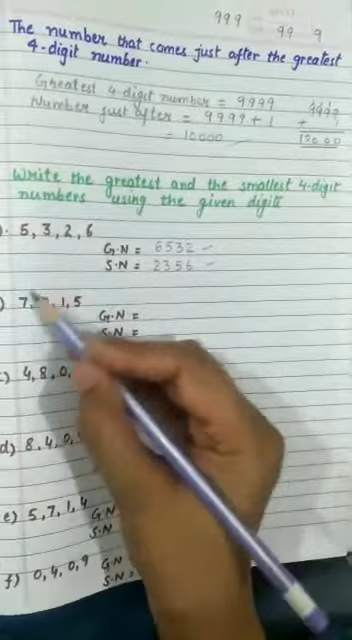 999 = 99 9
The number that comes just after the greatest
4-digit number.
Greatest 4-digit number = 9999
Number just after = 9999 + 1
= 10000
9999
+ 1
10000
Write the greatest and the smallest 4-digit
numbers using the given digits
5, 3, 2, 6
G.N = 6532
S.N = 2356
7, 1, 5
G.N =
S.N =
4, 8, 0,
d) 8, 4, 0,
e) 5, 7, 1, 4
G.N
S.N
f) 0, 4, 0, 9
G.N
S.N =